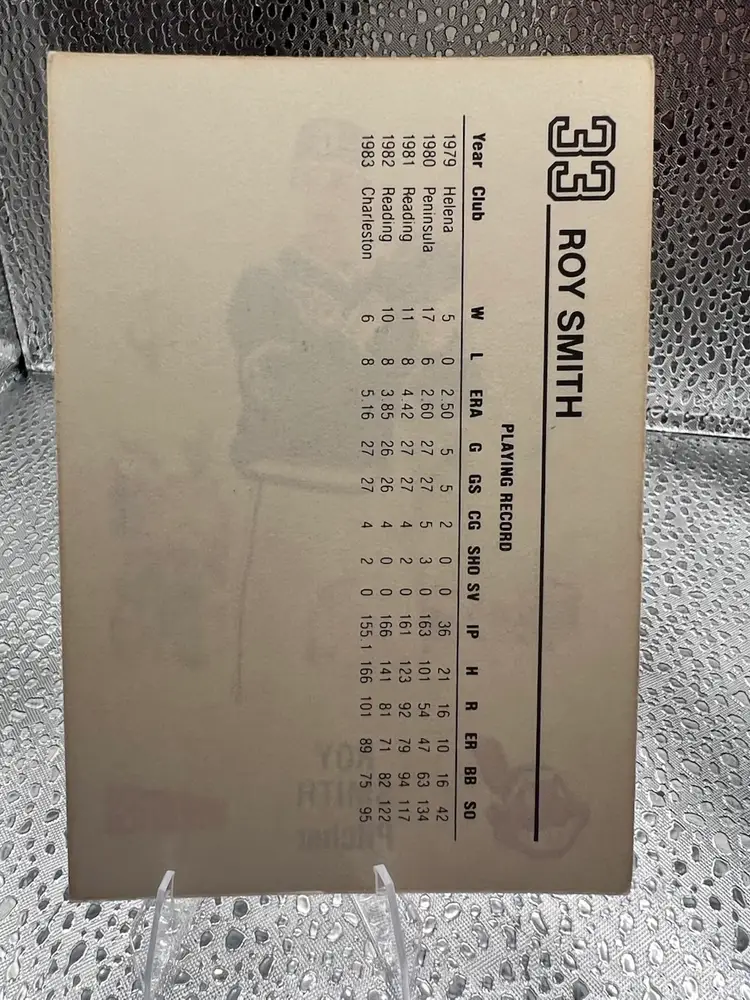 33 ROY SMITH
PLAYING RECORD
Year Club W L ERA G GS CG SHO SV IP H R ER BB SO
1979 Helena 5 0 2.50 5 5 2 0 0 36 21 16 10 16 42
1980 Peninsula 17 6 2.60 27 27 5 3 0 163 101 54 47 63 134
1981 Reading 11 8 4.42 27 27 4 2 0 161 123 92 79 94 117
1982 Reading 10 8 3.85 26 26 4 0 0 166 141 81 71 82 122
1983 Charleston 6 8 5.16 27 27 4 2 0 155.1 166 101 89 75 95
ROY
SMITH
Pitcher